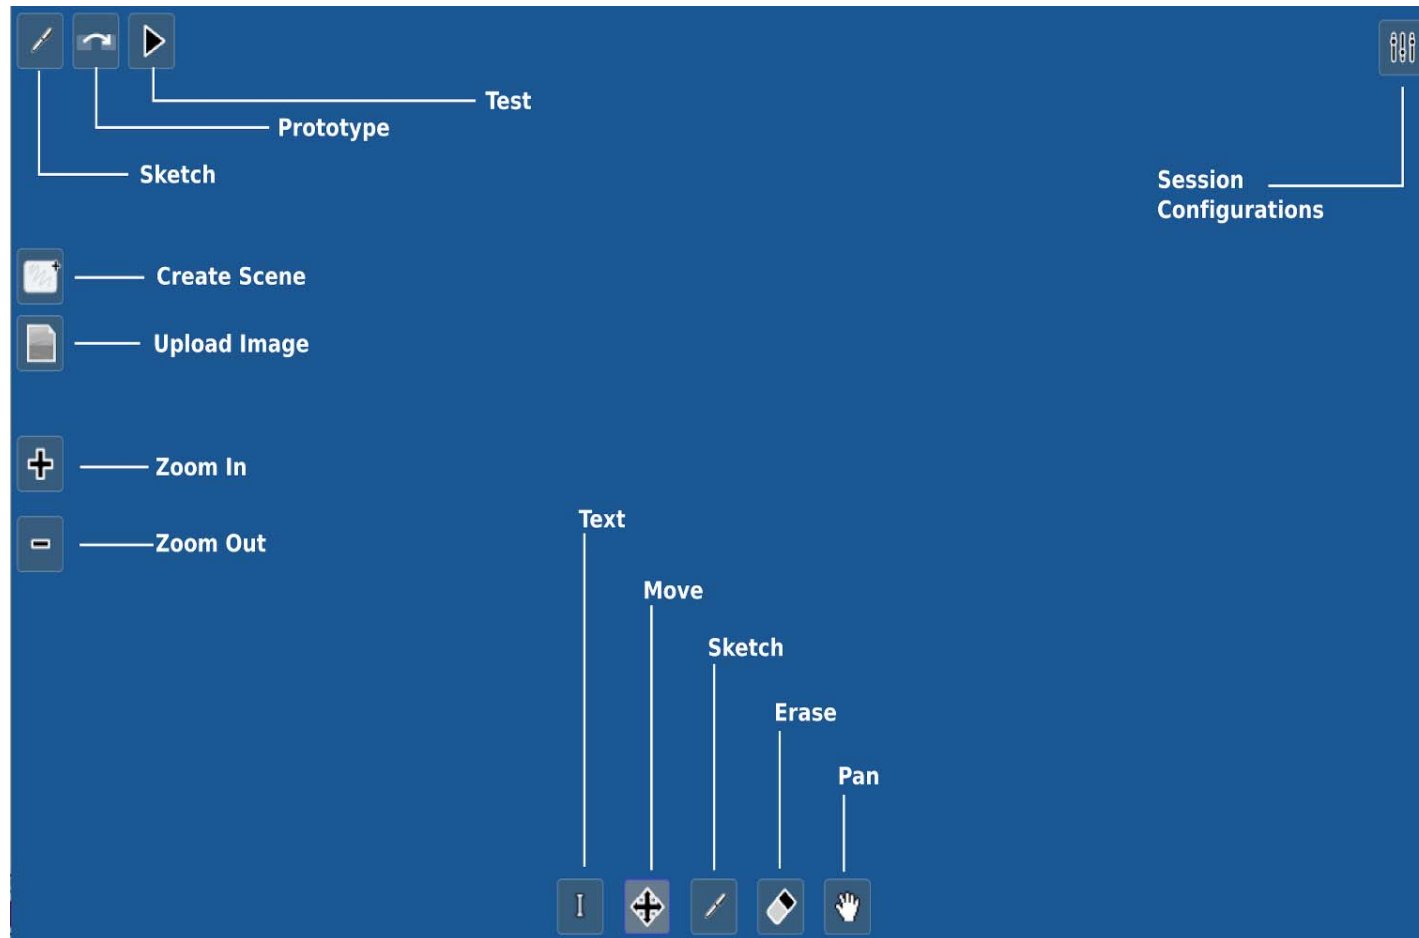 Test
Prototype
Sketch
Session
Configurations
Create Scene
Upload Image
Zoom In
Zoom Out
Text
Move
Sketch
Erase
Pan